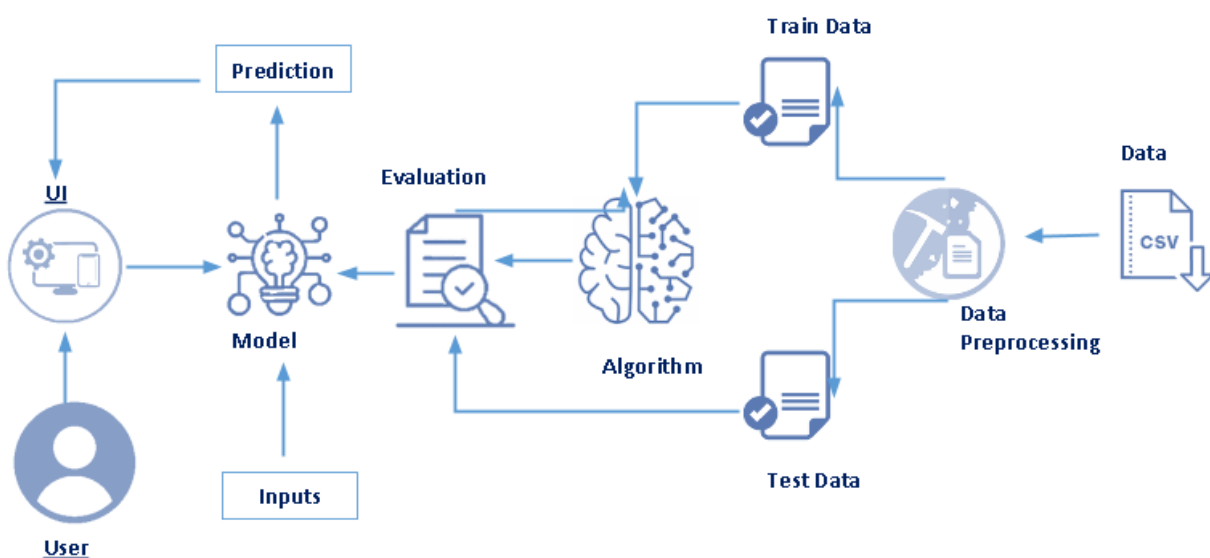 Train Data
Prediction
Data
Evaluation
UI
CSV
Data
Preprocessing
Model
Algorithm
Test Data
Inputs
User